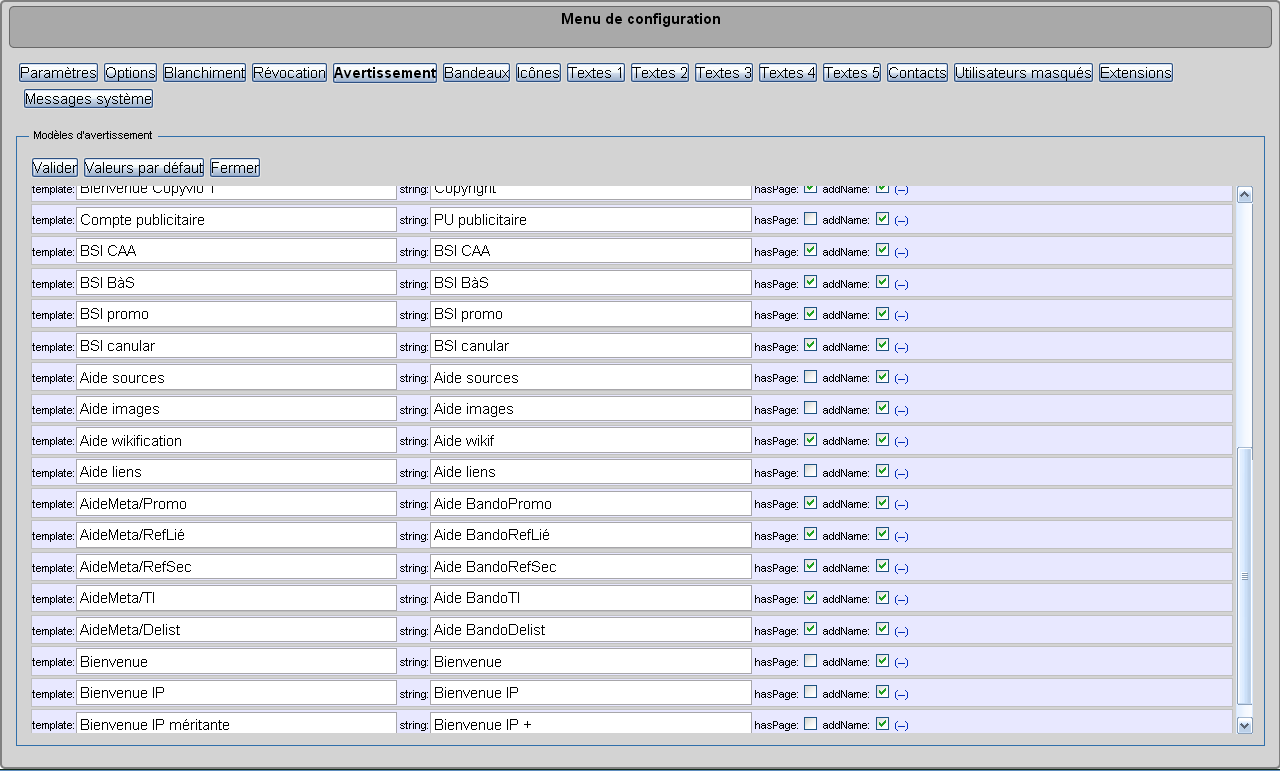 Menu de configuration
Paramètres Options Blanchiment Révocation Avertissement Bandeaux Icônes Textes 1 Textes 2 Textes 3 Textes 4 Textes 5 Contacts Utilisateurs masqués Extensions
Messages système
Modèles d'avertissement
Valider Valeurs par défaut Fermer
template: Bienvenue Copyvio 1 string: Copyright hasPage: addName: (--)
template: Compte publicitaire string: PU publicitaire hasPage: addName: (--)
template: BSI CAA string: BSI CAA hasPage: addName: (--)
template: BSI BàS string: BSI BàS hasPage: addName: (--)
template: BSI promo string: BSI promo hasPage: addName: (--)
template: BSI canular string: BSI canular hasPage: addName: (--)
template: Aide sources string: Aide sources hasPage: addName: (--)
template: Aide images string: Aide images hasPage: addName: (--)
template: Aide wikification string: Aide wikif hasPage: addName: (--)
template: Aide liens string: Aide liens hasPage: addName: (--)
template: AideMeta/Promo string: Aide BandoPromo hasPage: addName: (--)
template: AideMeta/RefLié string: Aide BandoRefLié hasPage: addName: (--)
template: AideMeta/RefSec string: Aide BandoRefSec hasPage: addName: (--)
template: AideMeta/TI string: Aide BandoTI hasPage: addName: (--)
template: AideMeta/Delist string: Aide BandoDelist hasPage: addName: (--)
template: Bienvenue string: Bienvenue hasPage: addName: (--)
template: Bienvenue IP string: Bienvenue IP hasPage: addName: (--)
template: Bienvenue IP méritante string: Bienvenue IP + hasPage: addName: (--)